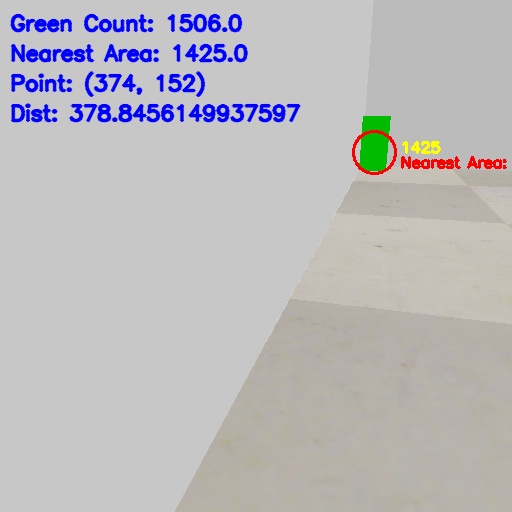 Green Count: 1506.0
Nearest Area: 1425.0
Point: (374, 152)
Dist: 378.8456149937597
1425
Nearest Area: